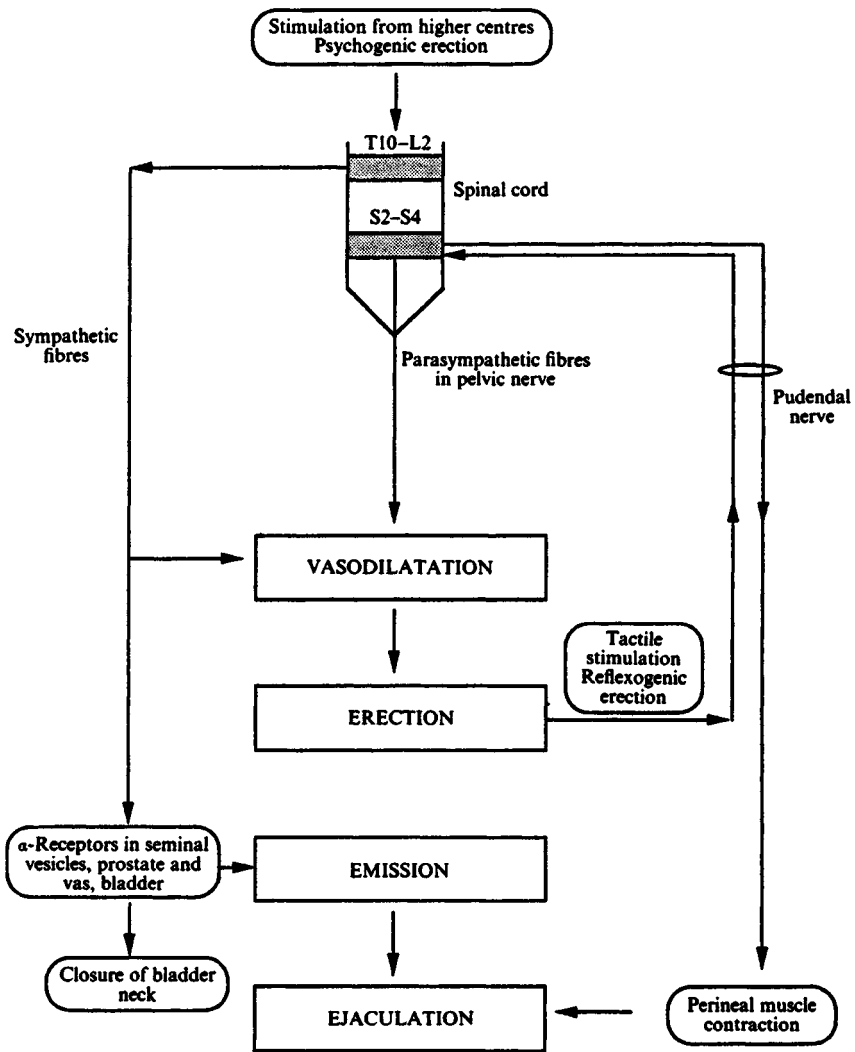 Stimulation from higher centres
Psychogenic erection
T10–L2
Spinal cord
S2–S4
Sympathetic
fibres
Parasympathetic fibres
in pelvic nerve
Pudendal
nerve
VASODILATATION
Tactile
stimulation
Reflexogenic
erection
ERECTION
α-Receptors in seminal
vesicles, prostate and
vas, bladder
EMISSION
Closure of bladder
neck
EJACULATION
Perineal muscle
contraction